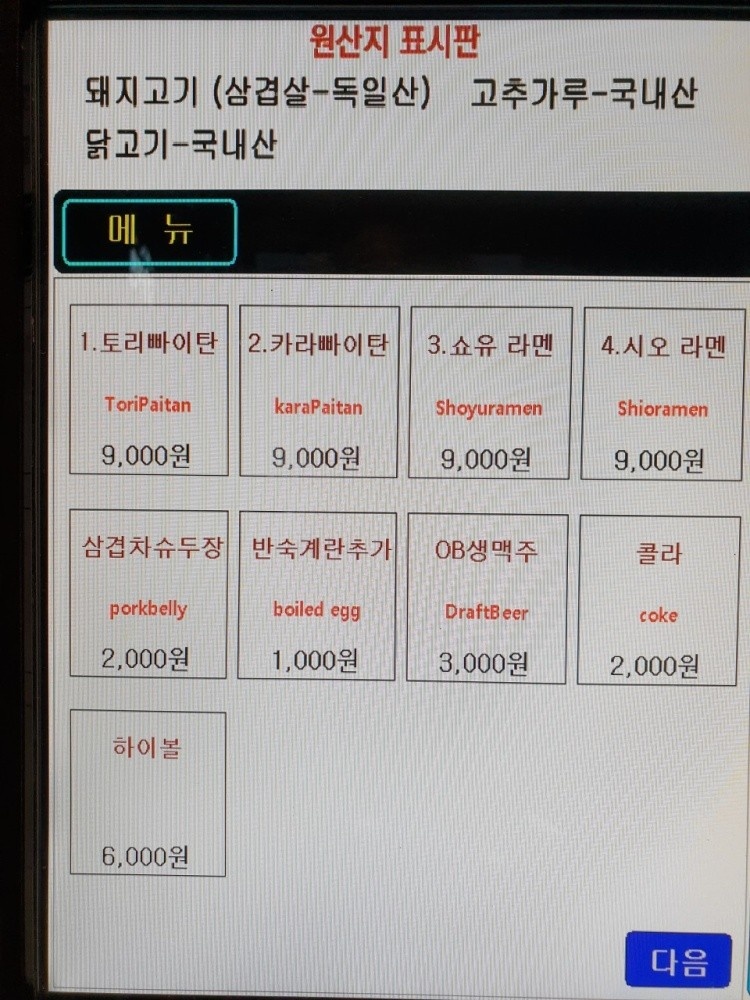 원산지 표시판
돼지고기 (삼겹살-독일산) 고추가루-국내산
닭고기-국내산
메 뉴
1.토리빠이탄
ToriPaitan
9,000원
2.카라빠이탄
karaPaitan
9,000원
3.쇼유 라멘
Shoyuramen
9,000원
4.시오 라멘
Shioramen
9,000원
삼겹차슈두장
porkbelly
2,000원
반숙계란추가
boiled egg
1,000원
OB생맥주
DraftBeer
3,000원
콜라
coke
2,000원
하이볼
6,000원
다음